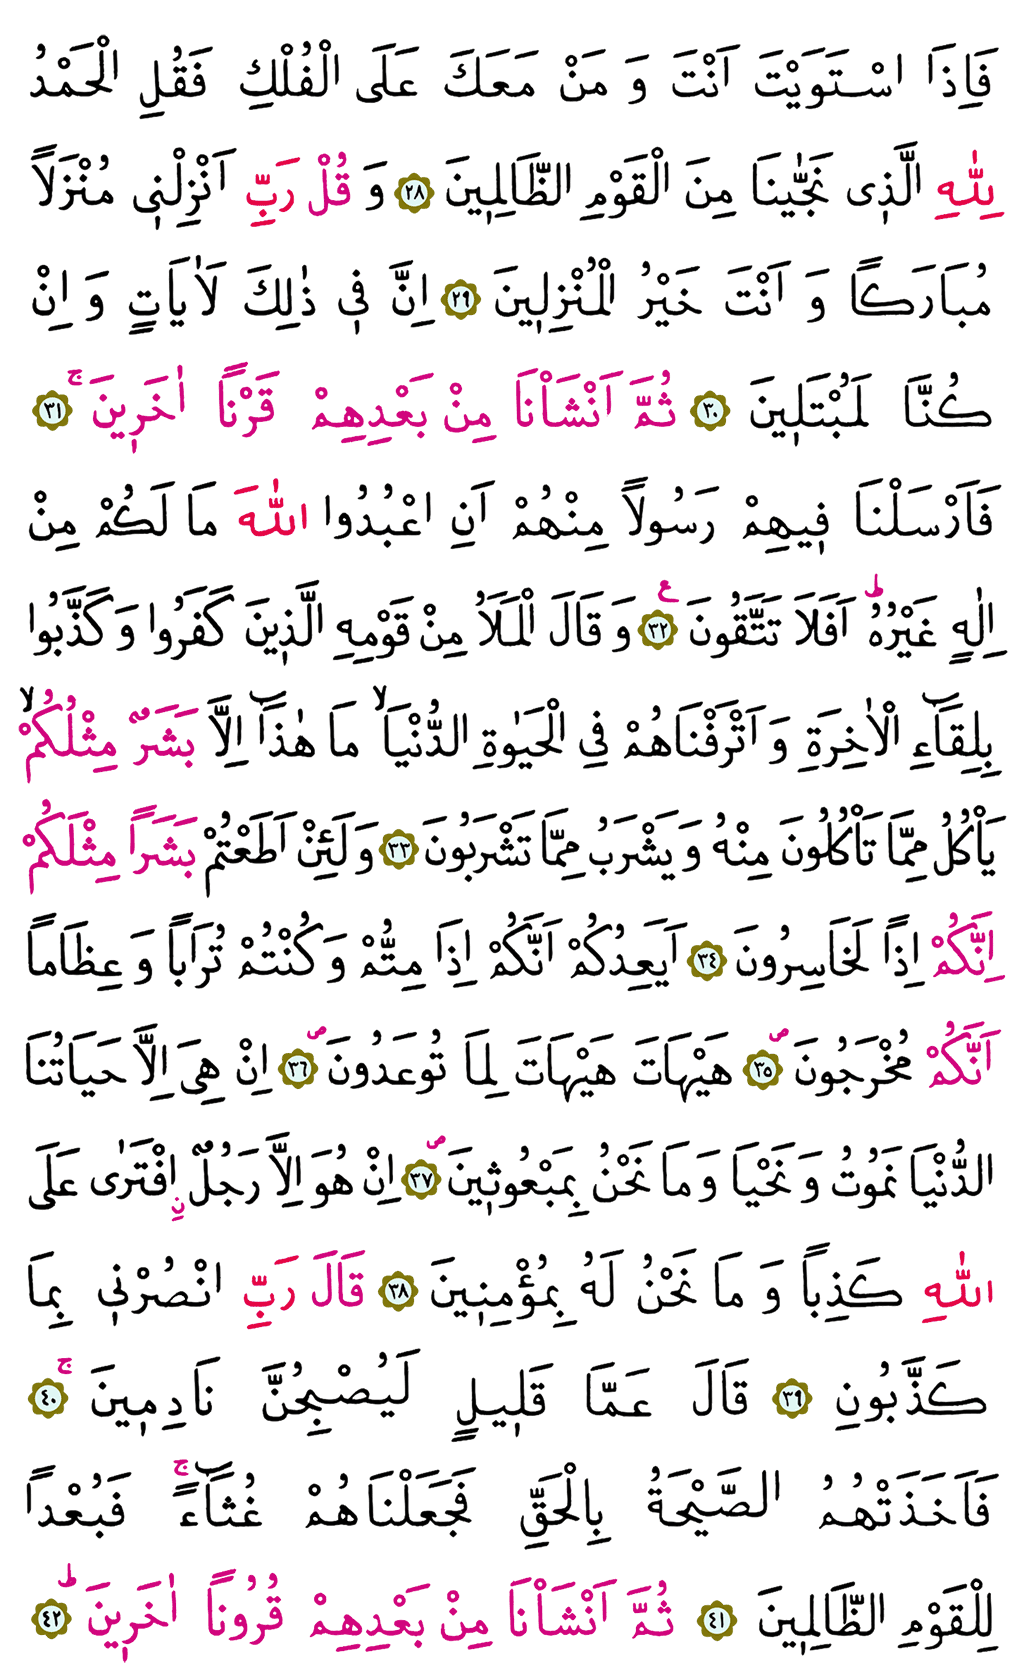 فَاِذَا اسْتَوَيْتَ اَنْتَ وَ مَنْ مَعَكَ عَلَى الْفُلْكِ فَقُلِ الْحَمْدُ
لِلّٰهِ الَّذ۪ى نَجّٰينَا مِنَ الْقَوْمِ الظَّالِم۪ينَ ﴿٢٨﴾ وَ قُلْ رَبِّ اَنْزِلْن۪ى مُنْزَلاً
مُبَارَكًا وَ اَنْتَ خَيْرُ الْمُنْزِل۪ينَ ﴿٢٩﴾ اِنَّ ف۪ى ذٰلِكَ لَاٰيَاتٍ وَ اِنْ
كُنَّا لَمُبْتَل۪ينَ ﴿٣٠﴾ ثُمَّ اَنْشَاْنَا مِنْ بَعْدِهِمْ قَرْنًا اٰخَر۪ينَ ۚ ﴿٣١﴾
فَاَرْسَلْنَا ف۪يهِمْ رَسُولاً مِنْهُمْ اَنِ اعْبُدُوا اللّٰهَ مَا لَكُمْ مِنْ
اِلٰهٍ غَيْرُهُ ۜ اَفَلَا تَتَّقُونَ ﴿٣٢﴾ ع وَ قَالَ الْمَلَاُ مِنْ قَوْمِهِ الَّذ۪ينَ كَفَرُوا وَ كَذَّبُوا
بِلِقَٓاءِ الْاٰخِرَةِ وَ اَتْرَفْنَاهُمْ فِى الْحَيٰوةِ الدُّنْيَا ۙ مَا هٰذَٓا اِلَّا بَشَرٌ مِثْلُكُمْ ۙ
يَاْكُلُ مِمَّا تَاْكُلُونَ مِنْهُ وَ يَشْرَبُ مِمَّا تَشْرَبُونَ ﴿٣٣﴾ وَ لَئِنْ اَطَعْتُمْ بَشَرًا مِثْلَكُمْ
اِنَّكُمْ اِذًا لَخَاسِرُونَ ﴿٣٤﴾ اَيَعِدُكُمْ اَنَّكُمْ اِذَا مِتُّمْ وَ كُنْتُمْ تُرَابًا وَ عِظَامًا
اَنَّكُمْ مُخْرَجُونَ ۖ ﴿٣٥﴾ هَيْهَاتَ هَيْهَاتَ لِمَا تُوعَدُونَ ۖ ﴿٣٦﴾ اِنْ هِىَ اِلَّا حَيَاتُنَا
الدُّنْيَا نَمُوتُ وَ نَحْيَا وَ مَا نَحْنُ بِمَبْعُوث۪ينَ ۖ ﴿٣٧﴾ اِنْ هُوَ اِلَّا رَجُلٌ ۨافْتَرٰى عَلَى
اللّٰهِ كَذِبًا وَ مَا نَحْنُ لَهُ بِمُؤْمِن۪ينَ ﴿٣٨﴾ قَالَ رَبِّ انْصُرْن۪ى بِمَا
كَذَّبُونِ ﴿٣٩﴾ قَالَ عَمَّا قَل۪يلٍ لَيُصْبِحُنَّ نَادِم۪ينَ ۚ ﴿٤٠﴾
فَاَخَذَتْهُمُ الصَّيْحَةُ بِالْحَقِّ فَجَعَلْنَاهُمْ غُثَٓاءً ۚ فَبُعْدًا
لِلْقَوْمِ الظَّالِم۪ينَ ﴿٤١﴾ ثُمَّ اَنْشَاْنَا مِنْ بَعْدِهِمْ قُرُونًا اٰخَر۪ينَ ۜ ﴿٤٢﴾